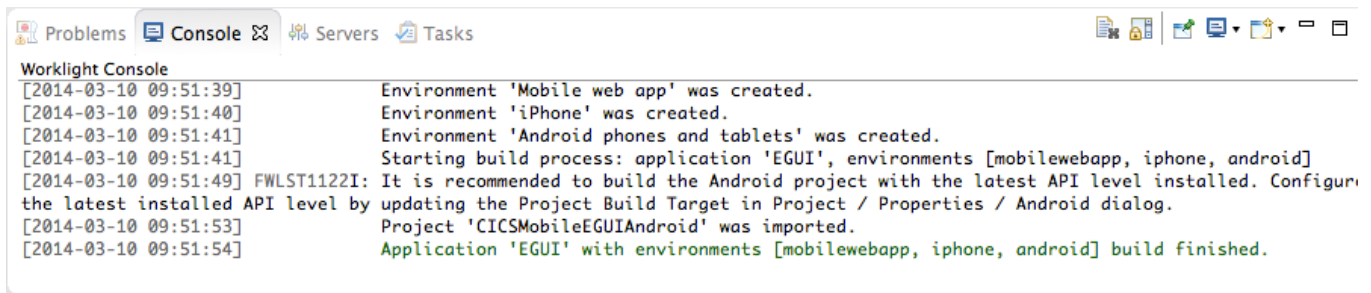 Problems Console Servers Tasks
Worklight Console
[2014-03-10 09:51:39] Environment 'Mobile web app' was created.
[2014-03-10 09:51:40] Environment 'iPhone' was created.
[2014-03-10 09:51:41] Environment 'Android phones and tablets' was created.
[2014-03-10 09:51:41] Starting build process: application 'EGUI', environments [mobilewebapp, iphone, android]
[2014-03-10 09:51:49] FWLST1122I: It is recommended to build the Android project with the latest API level installed. Configure
the latest installed API level by updating the Project Build Target in Project / Properties / Android dialog.
[2014-03-10 09:51:53] Project 'CICSMobileEGUIAndroid' was imported.
[2014-03-10 09:51:54] Application 'EGUI' with environments [mobilewebapp, iphone, android] build finished.